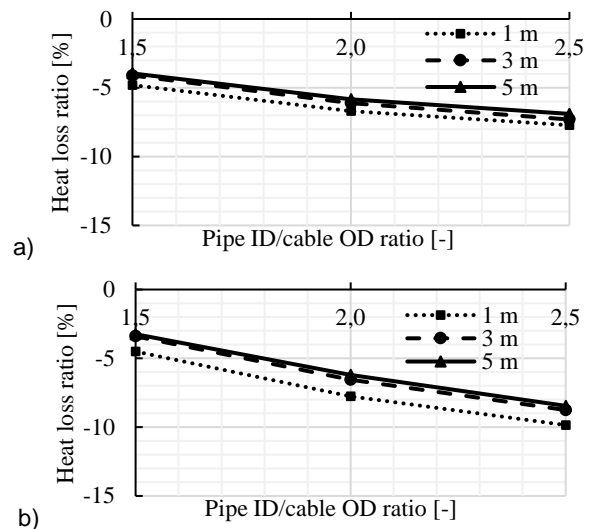 Heat loss ratio [%]
0
-5
-10
-15
1,5
2,0
2,5
1 m
3 m
5 m
Pipe ID/cable OD ratio [-]
a)
Heat loss ratio [%]
0
-5
-10
-15
1,5
2,0
2,5
1 m
3 m
5 m
Pipe ID/cable OD ratio [-]
b)